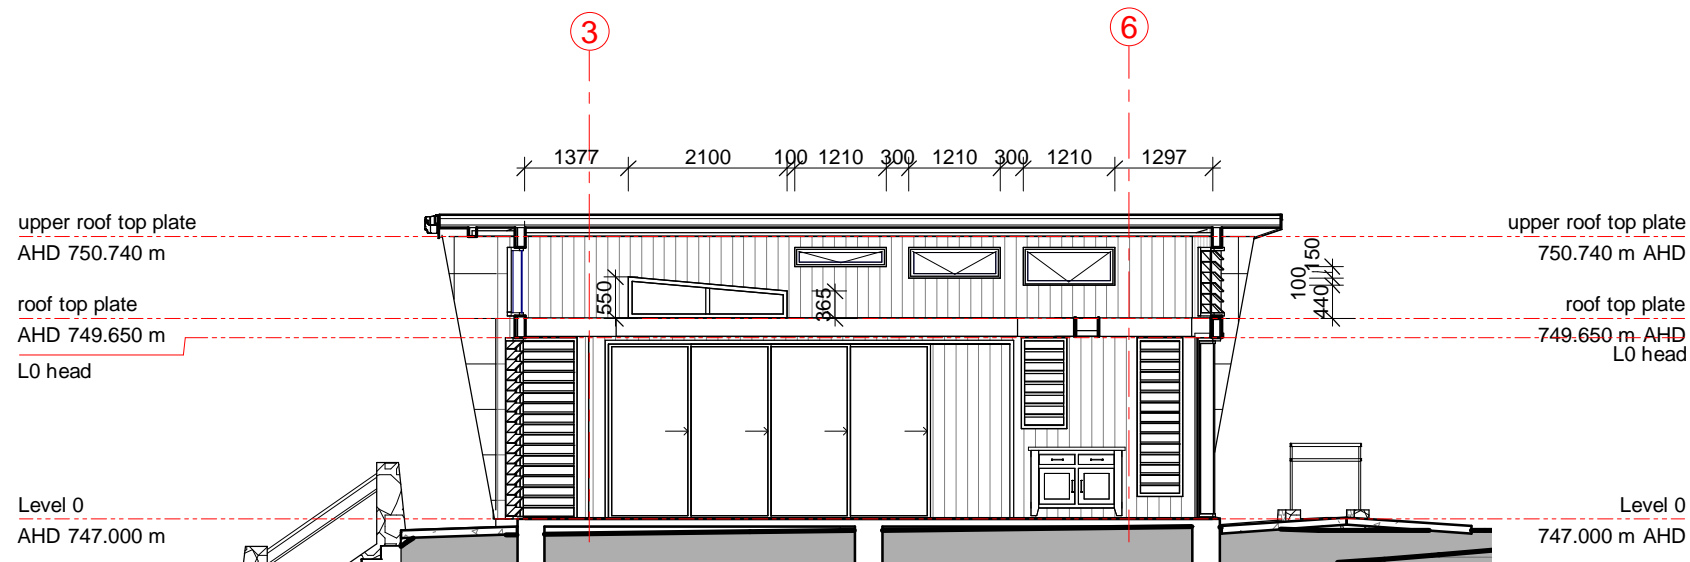 3
6
1377 2100 100 1210 300 1210 300 1210 1297
upper roof top plate
AHD 750.740 m
upper roof top plate
750.740 m AHD
150
100
440
550
365
roof top plate
AHD 749.650 m
L0 head
roof top plate
749.650 m AHD
L0 head
Level 0
AHD 747.000 m
Level 0
747.000 m AHD